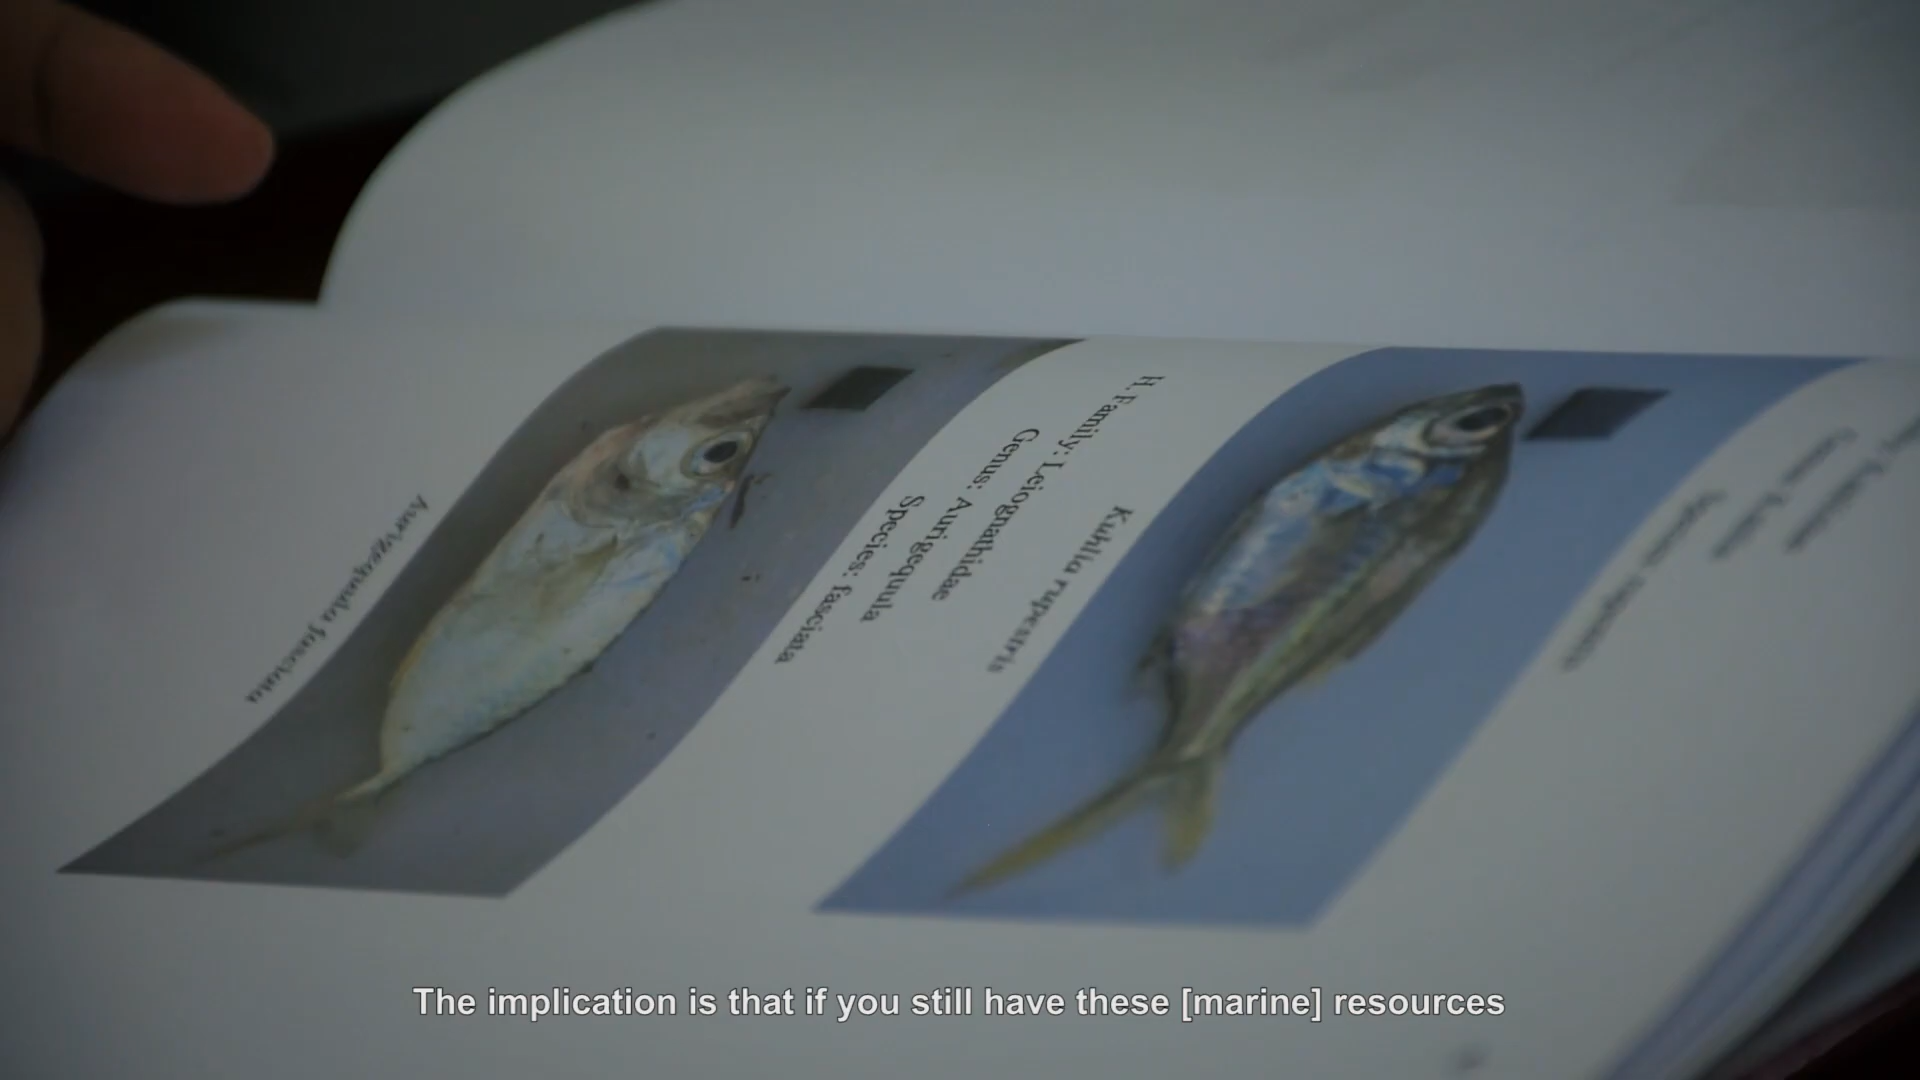 Kuhlia rupestris
H. Family: Leiognathidae
Genus: Aurigequula
Species: fasciata
Aurigequula fasciata
The implication is that if you still have these [marine] resources